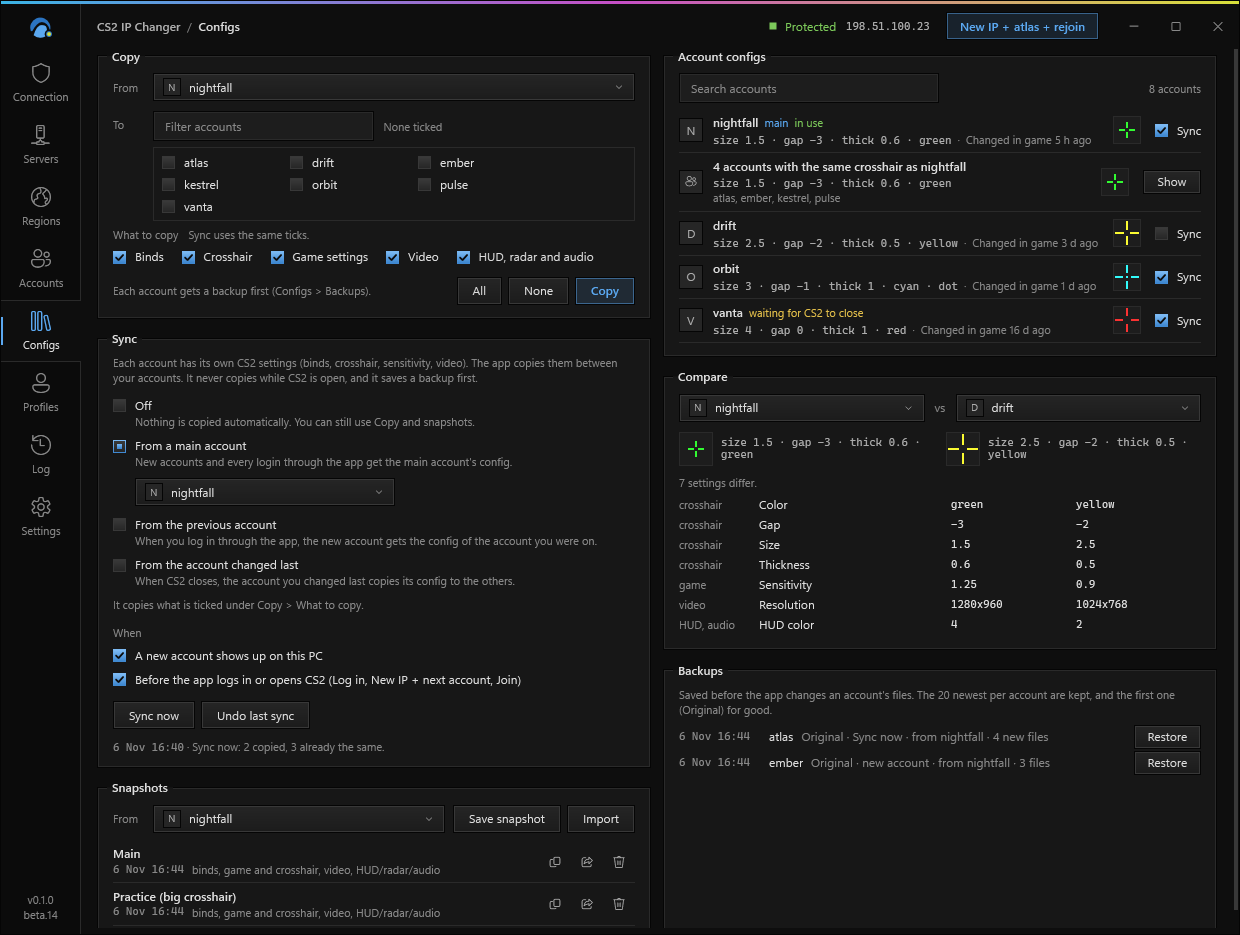 CS2 IP Changer / Configs
Protected 198.51.100.23
New IP + atlas + rejoin
Connection
Servers
Regions
Accounts
Configs
Profiles
Log
Settings
v0.1.0
beta.14
Copy
From N nightfall
To Filter accounts None ticked
atlas drift ember
kestrel orbit pulse
vanta
What to copy Sync uses the same ticks.
Binds Crosshair Game settings Video HUD, radar and audio
Each account gets a backup first (Configs > Backups).
All None Copy
Sync
Each account has its own CS2 settings (binds, crosshair, sensitivity, video). The app copies them between
your accounts. It never copies while CS2 is open, and it saves a backup first.
Off
Nothing is copied automatically. You can still use Copy and snapshots.
From a main account
New accounts and every login through the app get the main account's config.
N nightfall
From the previous account
When you log in through the app, the new account gets the config of the account you were on.
From the account changed last
When CS2 closes, the account you changed last copies its config to the others.
It copies what is ticked under Copy > What to copy.
When
A new account shows up on this PC
Before the app logs in or opens CS2 (Log in, New IP + next account, Join)
Sync now Undo last sync
6 Nov 16:40 · Sync now: 2 copied, 3 already the same.
Snapshots
From N nightfall Save snapshot Import
Main
6 Nov 16:44 binds, game and crosshair, video, HUD/radar/audio
Practice (big crosshair)
6 Nov 16:44 binds, game and crosshair, video, HUD/radar/audio
Account configs
Search accounts 8 accounts
N nightfall main in use
size 1.5 · gap −3 · thick 0.6 · green · Changed in game 5 h ago Sync
4 accounts with the same crosshair as nightfall
size 1.5 · gap −3 · thick 0.6 · green
atlas, ember, kestrel, pulse
Show
D drift
size 2.5 · gap −2 · thick 0.5 · yellow · Changed in game 3 d ago Sync
O orbit
size 3 · gap −1 · thick 1 · cyan · dot · Changed in game 1 d ago Sync
V vanta waiting for CS2 to close
size 4 · gap 0 · thick 1 · red · Changed in game 16 d ago Sync
Compare
N nightfall vs D drift
size 1.5 · gap −3 · thick 0.6 ·
green
size 2.5 · gap −2 · thick 0.5 ·
yellow
7 settings differ.
crosshair Color green yellow
crosshair Gap −3 −2
crosshair Size 1.5 2.5
crosshair Thickness 0.6 0.5
game Sensitivity 1.25 0.9
video Resolution 1280x960 1024x768
HUD, audio HUD color 4 2
Backups
Saved before the app changes an account's files. The 20 newest per account are kept, and the first one
(Original) for good.
6 Nov 16:44 atlas Original · Sync now · from nightfall · 4 new files Restore
6 Nov 16:44 ember Original · new account · from nightfall · 3 files Restore